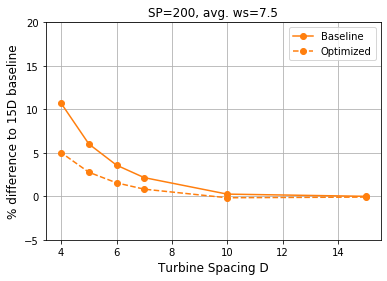 SP=200, avg. ws=7.5
Baseline
Optimized
% difference to 15D baseline
20
15
10
5
0
−5
4
6
8
10
12
14
Turbine Spacing D